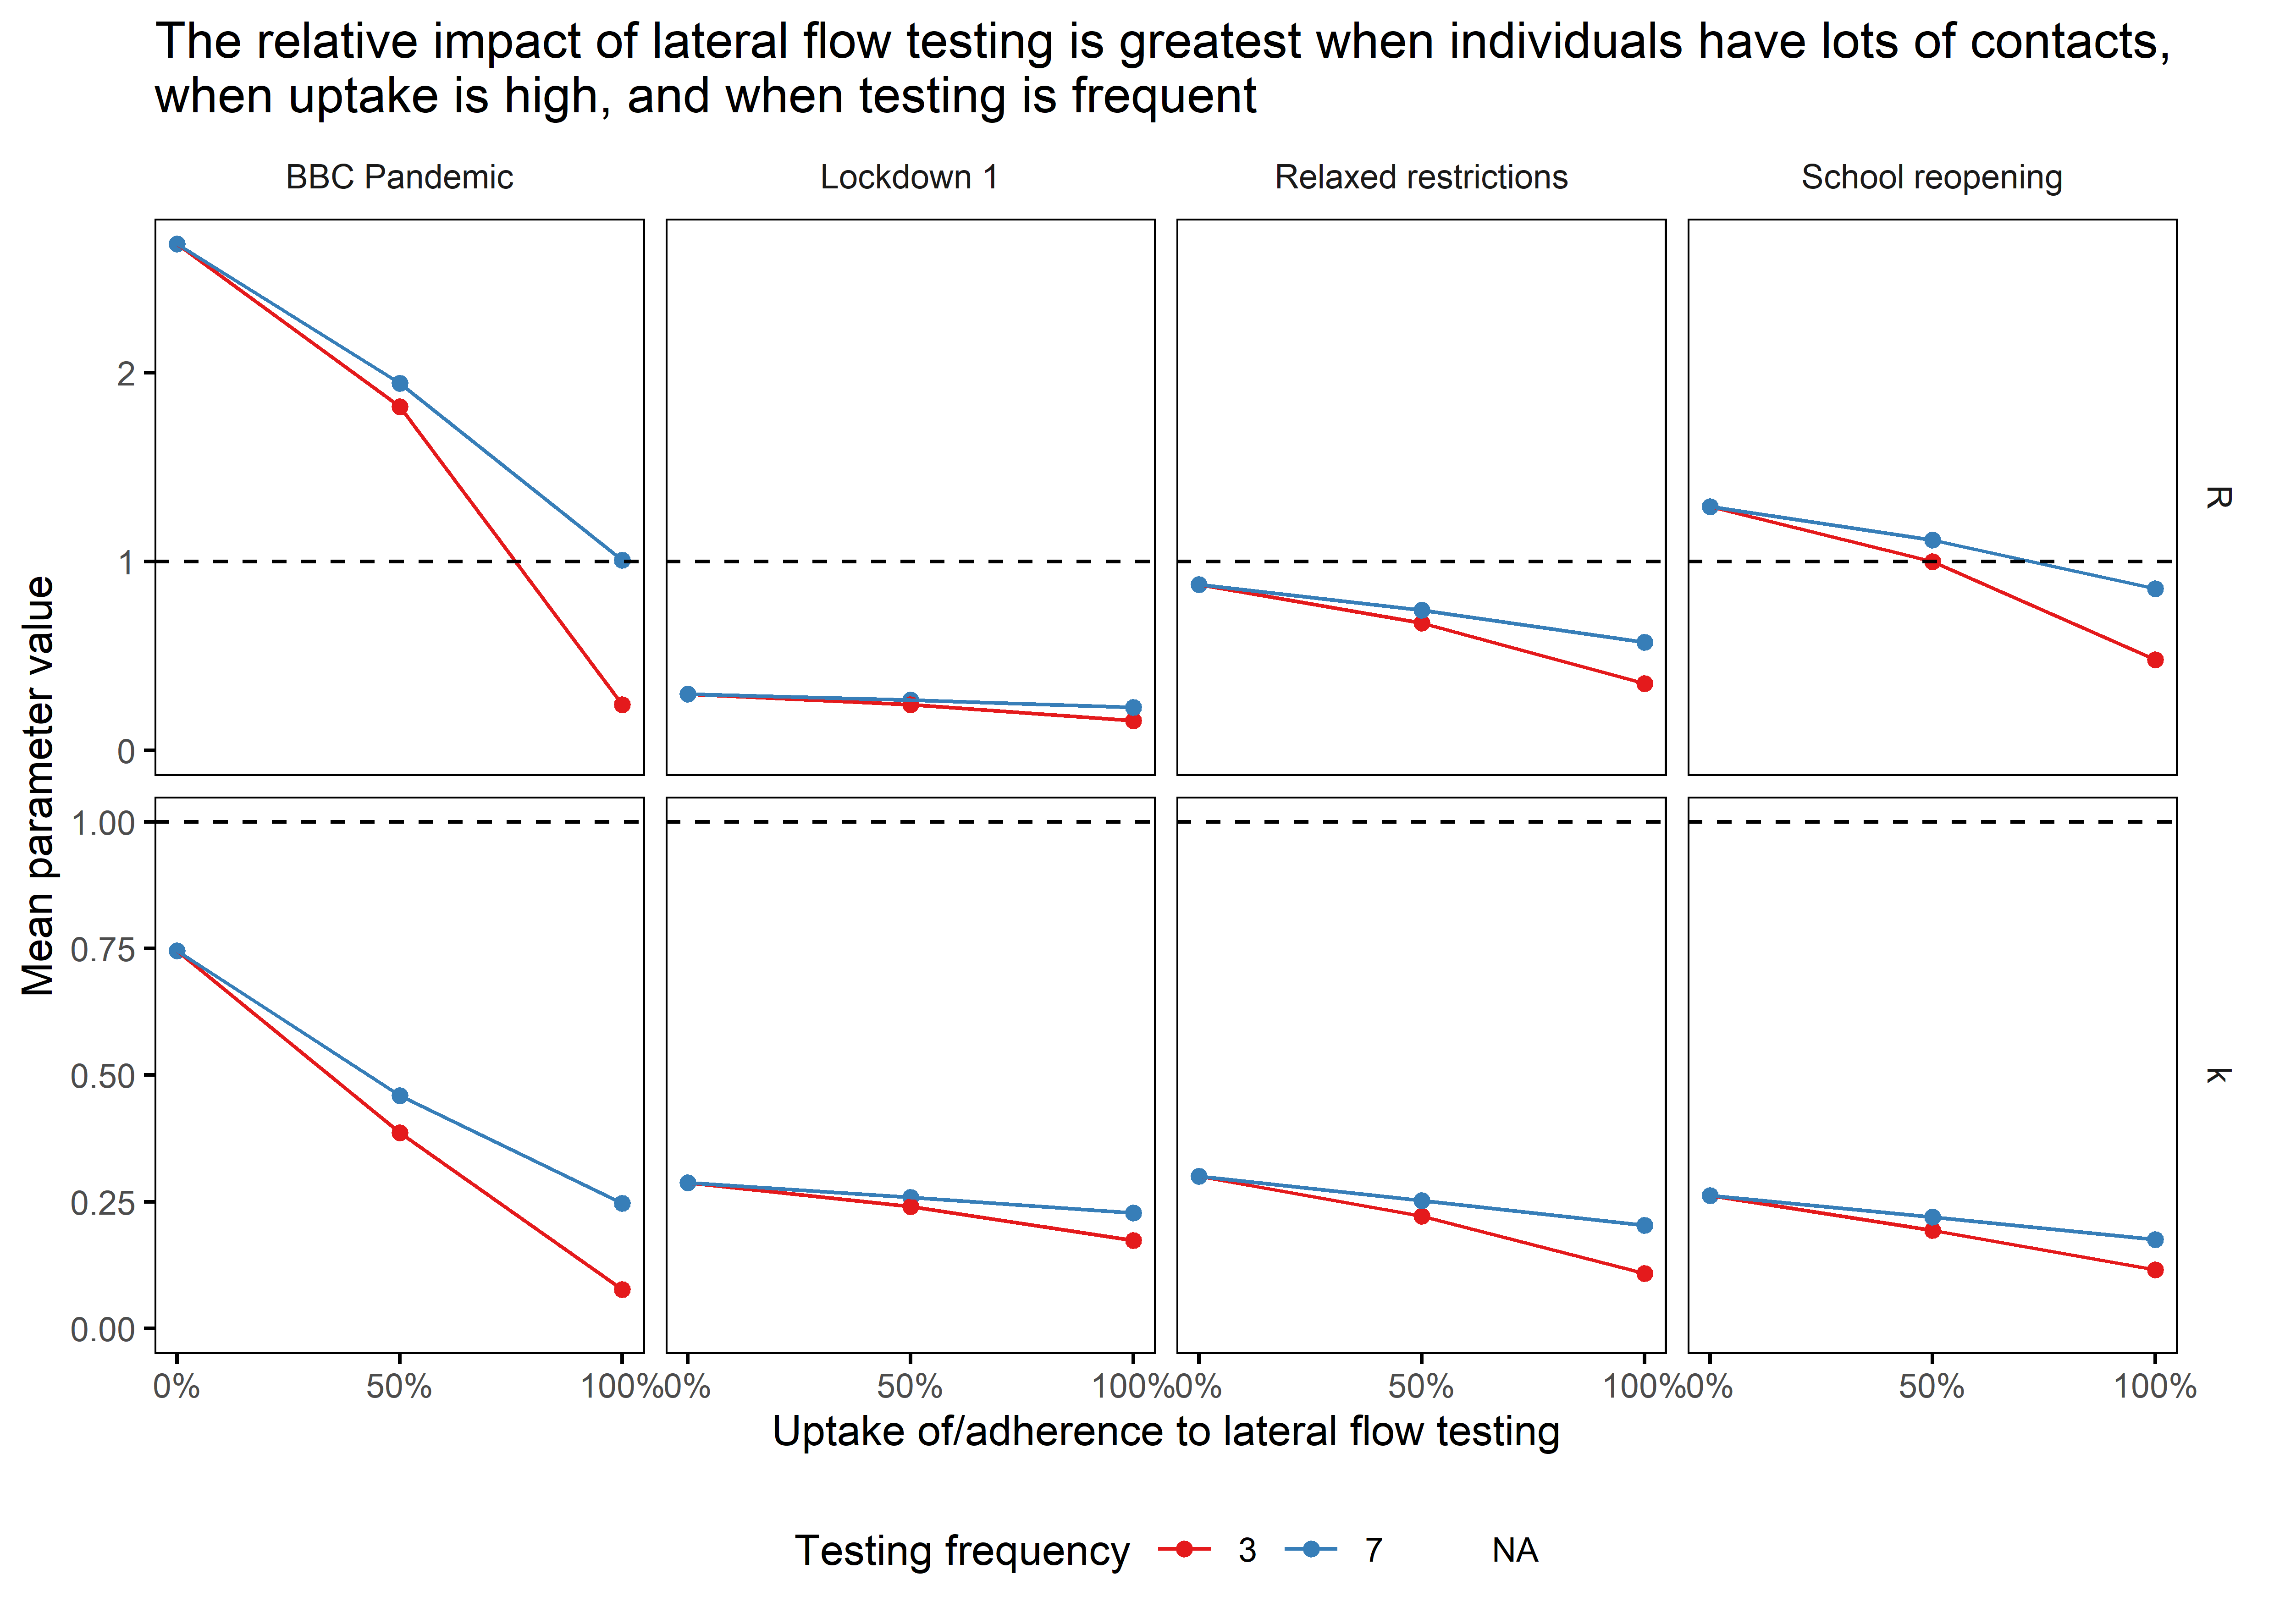 The relative impact of lateral flow testing is greatest when individuals have lots of contacts,
when uptake is high, and when testing is frequent
BBC Pandemic
Lockdown 1
Relaxed restrictions
School reopening
2
1
0
R
Mean parameter value
1.00
0.75
0.50
0.25
0.00
k
0% 50% 100%
0% 50% 100%
0% 50% 100%
0% 50% 100%
Uptake of/adherence to lateral flow testing
Testing frequency 3 7 NA